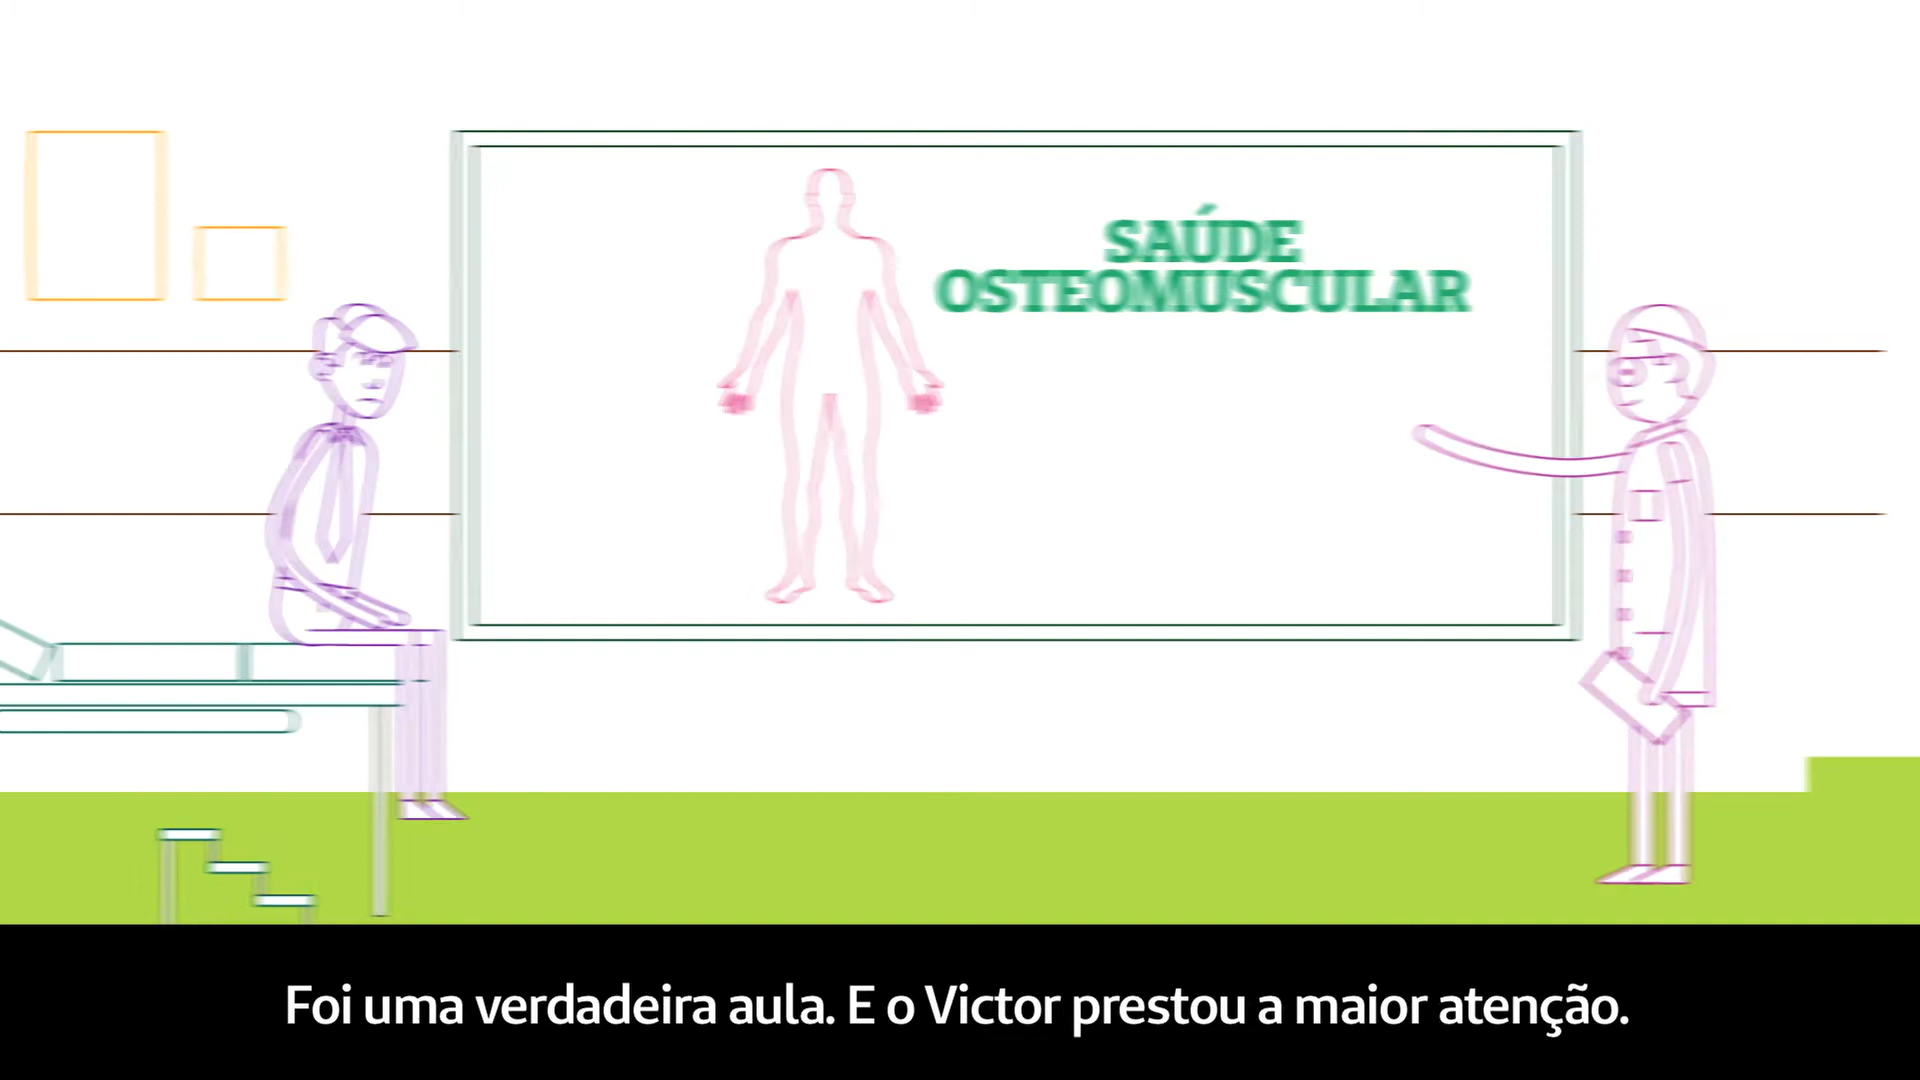 SAÚDE
OSTEOMUSCULAR
Foi uma verdadeira aula. E o Victor prestou a maior atenção.